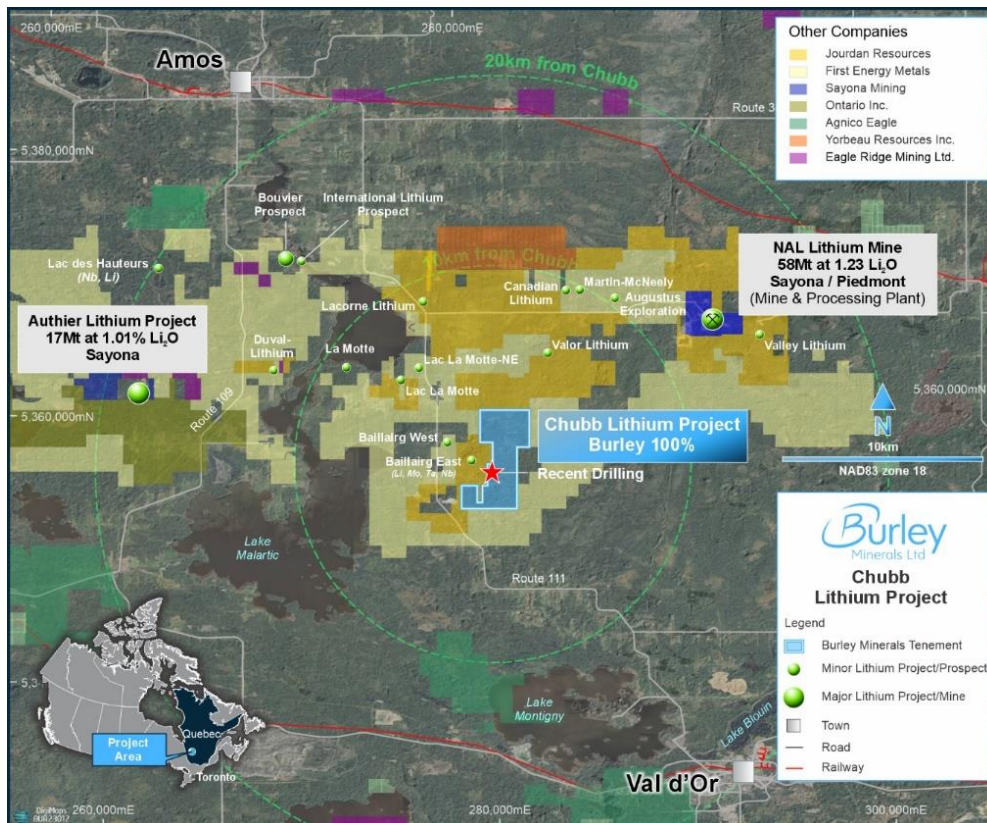 260,000mE
280,000mE
Amos
20km from Chubb
Route 3
5,380,000mN
Other Companies
Jourdan Resources
First Energy Metals
Sayona Mining
Ontario Inc.
Agnico Eagle
Yorbeau Resources Inc.
Eagle Ridge Mining Ltd.
Bouvier
Prospect
International Lithium
Prospect
Lac des Hauteurs
(Nb, Li)
10km from Chubb
Canadian
Lithium
Martin-McNeely
Augustus
Exploration
NAL Lithium Mine
58Mt at 1.23 Li₂O
Sayona / Piedmont
(Mine & Processing Plant)
Lacorne Lithium
Authier Lithium Project
17Mt at 1.01% Li₂O
Sayona
Duval-
Lithium
La Motte
Lac La Motte-NE
Lac La Motte
Valor Lithium
Valley Lithium
5,360,000mN
5,360,000mN
Route 109
Baillairg West
Baillairg East
(Li, Mo, Ta, Nb)
Chubb Lithium Project
Burley 100%
Recent Drilling
N
10km
NAD83 zone 18
Lake
Malartic
Route 111
Burley
Minerals Ltd
Chubb
Lithium Project
Legend
Burley Minerals Tenement
Minor Lithium Project/Prospect
Major Lithium Project/Mine
Town
Road
Railway
5,3
Lake
Montigny
Lake Blouin
Val d'Or
Quebec
Project
Area
Toronto
DigiMaps
BUR23012
260,000mE
280,000mE
300,000mE